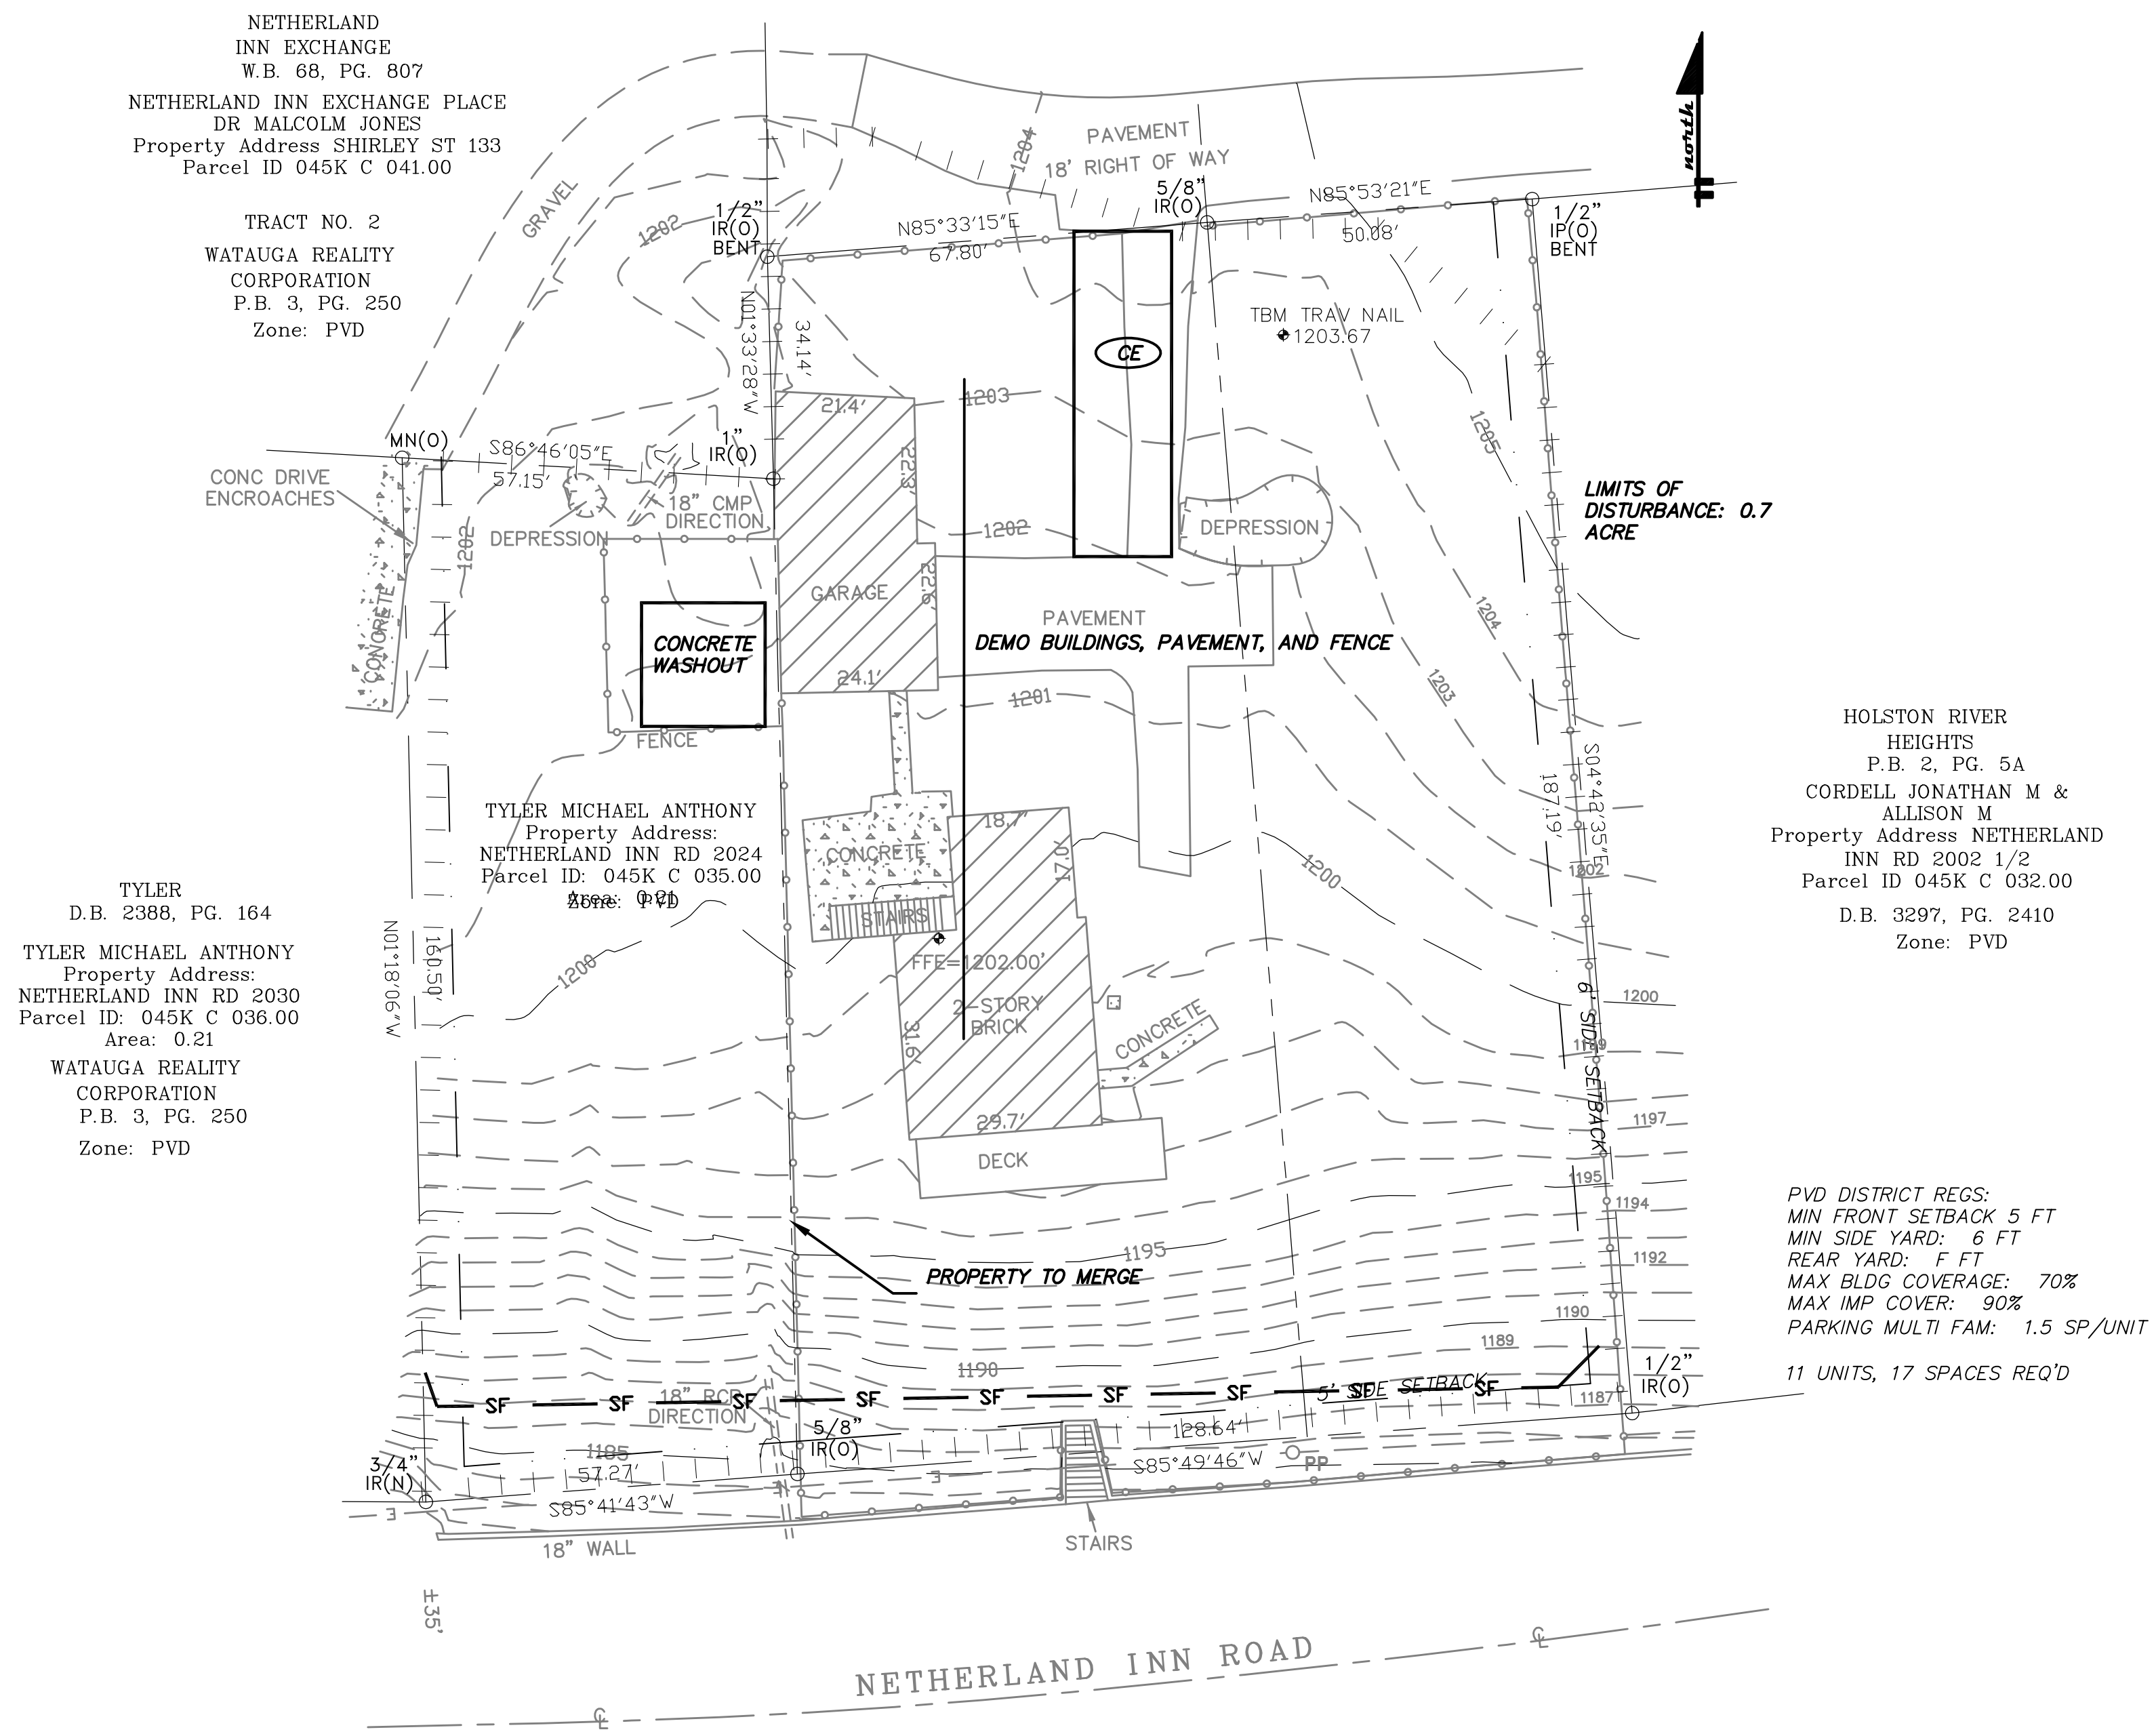 NETHERLAND
INN EXCHANGE
W.B. 68, PG. 807
NETHERLAND INN EXCHANGE PLACE
DR MALCOLM JONES
Property Address SHIRLEY ST 133
Parcel ID 045K C 041.00
TRACT NO. 2
WATAUGA REALITY
CORPORATION
P.B. 3, PG. 250
Zone: PVD
GRAVEL
1202
1/2"
IR(O)
BENT
N85°33'15"E
67.80'
1204
PAVEMENT
18' RIGHT OF WAY
5/8"
IR(O)
N85°53'21"E
50.08'
1/2"
IP(O)
BENT
north
N01°33'28"W
34.14'
CE
TBM TRAV NAIL
1203.67
MN(O)
S86°46'05"E
57.15'
1"
IR(O)
CONC DRIVE
ENCROACHES
18" CMP
DIRECTION
DEPRESSION
1202
CONCRETE
21.4'
22.3'
1203
1202
DEPRESSION
1205
LIMITS OF
DISTURBANCE: 0.7
ACRE
GARAGE
22.6'
24.1'
PAVEMENT
DEMO BUILDINGS, PAVEMENT, AND FENCE
CONCRETE
WASHOUT
FENCE
1201
1204
1203
S04°42'35"E
187.19'
HOLSTON RIVER
HEIGHTS
P.B. 2, PG. 5A
CORDELL JONATHAN M &
ALLISON M
Property Address NETHERLAND
INN RD 2002 1/2
Parcel ID 045K C 032.00
D.B. 3297, PG. 2410
Zone: PVD
TYLER MICHAEL ANTHONY
Property Address:
NETHERLAND INN RD 2024
Parcel ID: 045K C 035.00
Area: 0.21
Zone: PVD
CONCRETE
18.7'
17.0'
STAIRS
FFE=1202.00'
2-STORY
BRICK
31.6'
29.7'
DECK
CONCRETE
1200
1200
1202
1200
1199
1197
1195
1194
1192
1190
1189
1187
6' SIDE SETBACK
TYLER
D.B. 2388, PG. 164
TYLER MICHAEL ANTHONY
Property Address:
NETHERLAND INN RD 2030
Parcel ID: 045K C 036.00
Area: 0.21
WATAUGA REALITY
CORPORATION
P.B. 3, PG. 250
Zone: PVD
N01°18'06"W
160.50'
1195
PROPERTY TO MERGE
PVD DISTRICT REGS:
MIN FRONT SETBACK 5 FT
MIN SIDE YARD: 6 FT
REAR YARD: F FT
MAX BLDG COVERAGE: 70%
MAX IMP COVER: 90%
PARKING MULTI FAM: 1.5 SP/UNIT
11 UNITS, 17 SPACES REQ'D
1190
SF SF SF SF SF SF SF SF SF
5' SIDE SETBACK
18" RCP
DIRECTION
5/8"
IR(O)
1185
57.27'
S85°41'43"W
3/4"
IR(N)
128.64'
S85°49'46"W
PP
1/2"
IR(O)
E
E
E
18" WALL
STAIRS
±35'
NETHERLAND INN ROAD